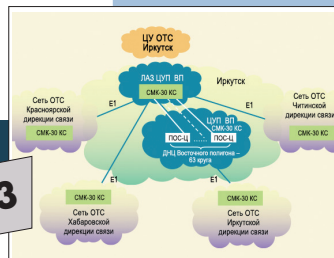 ЦУ ОТС
Иркутск
ЛАЗ ЦУП ВП
СМК-30 КС
Иркутск
Сеть ОТС
Красноярской
дирекции связи
СМК-30 КС
E1
E1
Сеть ОТС
Читинской
дирекции связи
СМК-30 КС
ЦУП ВП
СМК-30 КС
ПОС-Ц
ПОС-Ц
ДНЦ Восточного полигона –
63 круга
E1
E1
СМК-30 КС
Сеть ОТС
Хабаровской
дирекции связи
СМК-30 КС
Сеть ОТС
Иркутской
дирекции связи
3